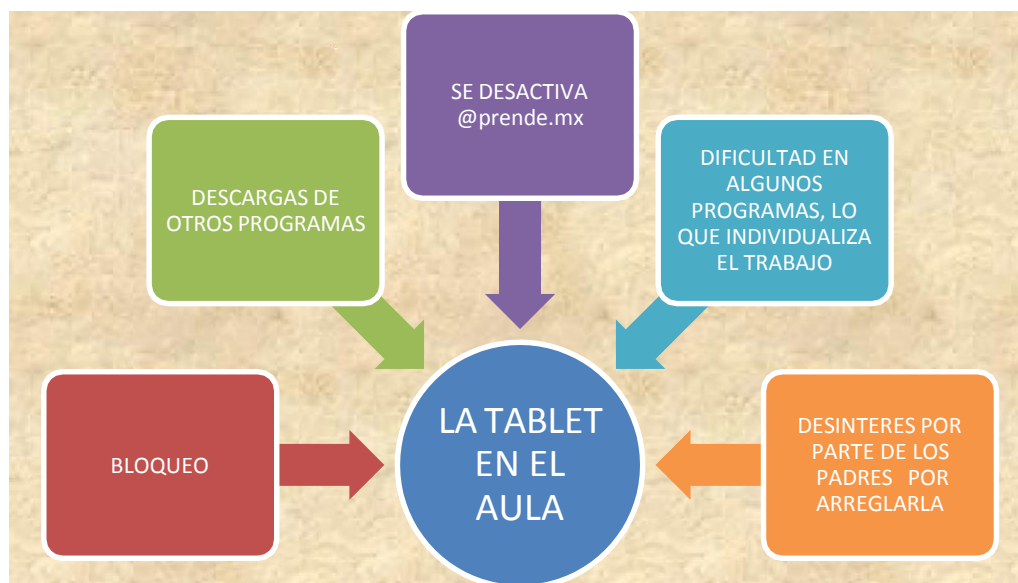 SE DESACTIVA
@prende.mx
DESCARGAS DE
OTROS PROGRAMAS
DIFICULTAD EN
ALGUNOS
PROGRAMAS, LO
QUE INDIVIDUALIZA
EL TRABAJO
BLOQUEO
LA TABLET
EN EL
AULA
DESINTERES POR
PARTE DE LOS
PADRES POR
ARREGLARLA